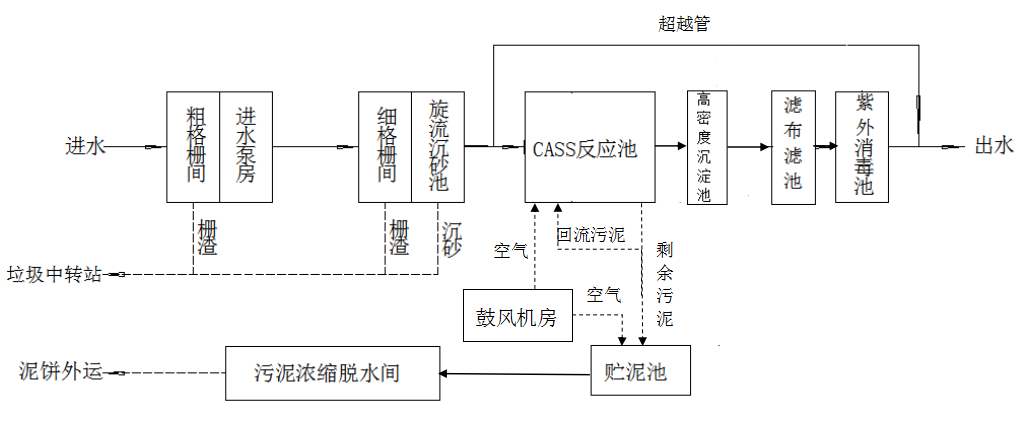 超越管
进水
粗格栅间
进水泵房
细格栅间
旋流沉砂池
CASS反应池
高密度沉淀池
滤布滤池
紫外消毒池
出水
栅渣
栅渣
沉砂
空气
回流污泥
剩余污泥
垃圾中转站
鼓风机房
空气
泥饼外运
污泥浓缩脱水间
贮泥池